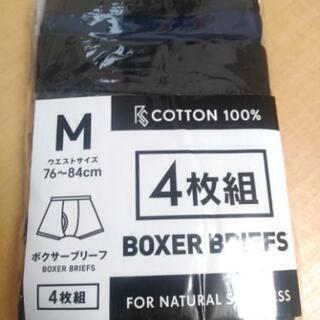 COTTON 100%
M
ウエストサイズ
76～84cm
4枚組
ボクサーブリーフ
BOXER BRIEFS
4枚組
BOXER BRIEFS
FOR NATURAL